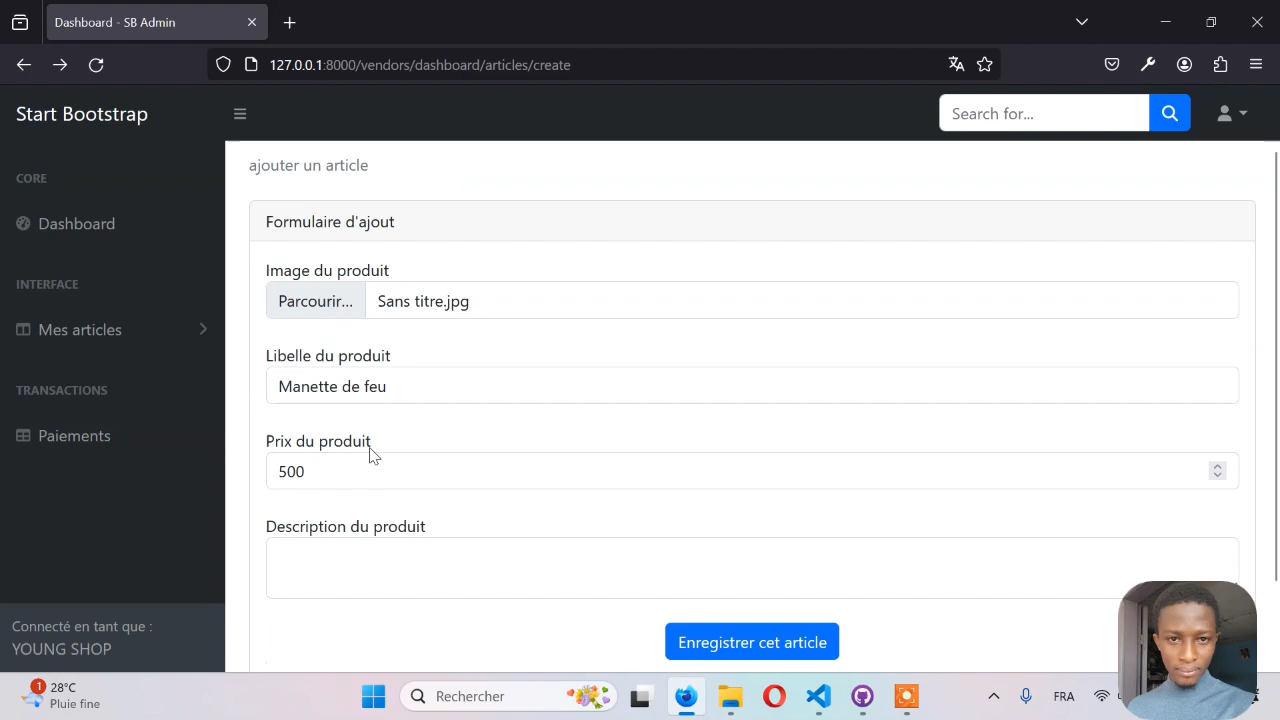 Dashboard - SB Admin
127.0.0.1:8000/vendors/dashboard/articles/create
Start Bootstrap
Search for...
CORE
Dashboard
INTERFACE
Mes articles
TRANSACTIONS
Paiements
Connecté en tant que :
YOUNG SHOP
ajouter un article
Formulaire d'ajout
Image du produit
Parcourir... Sans titre.jpg
Libelle du produit
Manette de feu
Prix du produit
500
Description du produit
Enregistrer cet article
1
28°C
Pluie fine
Rechercher
FRA